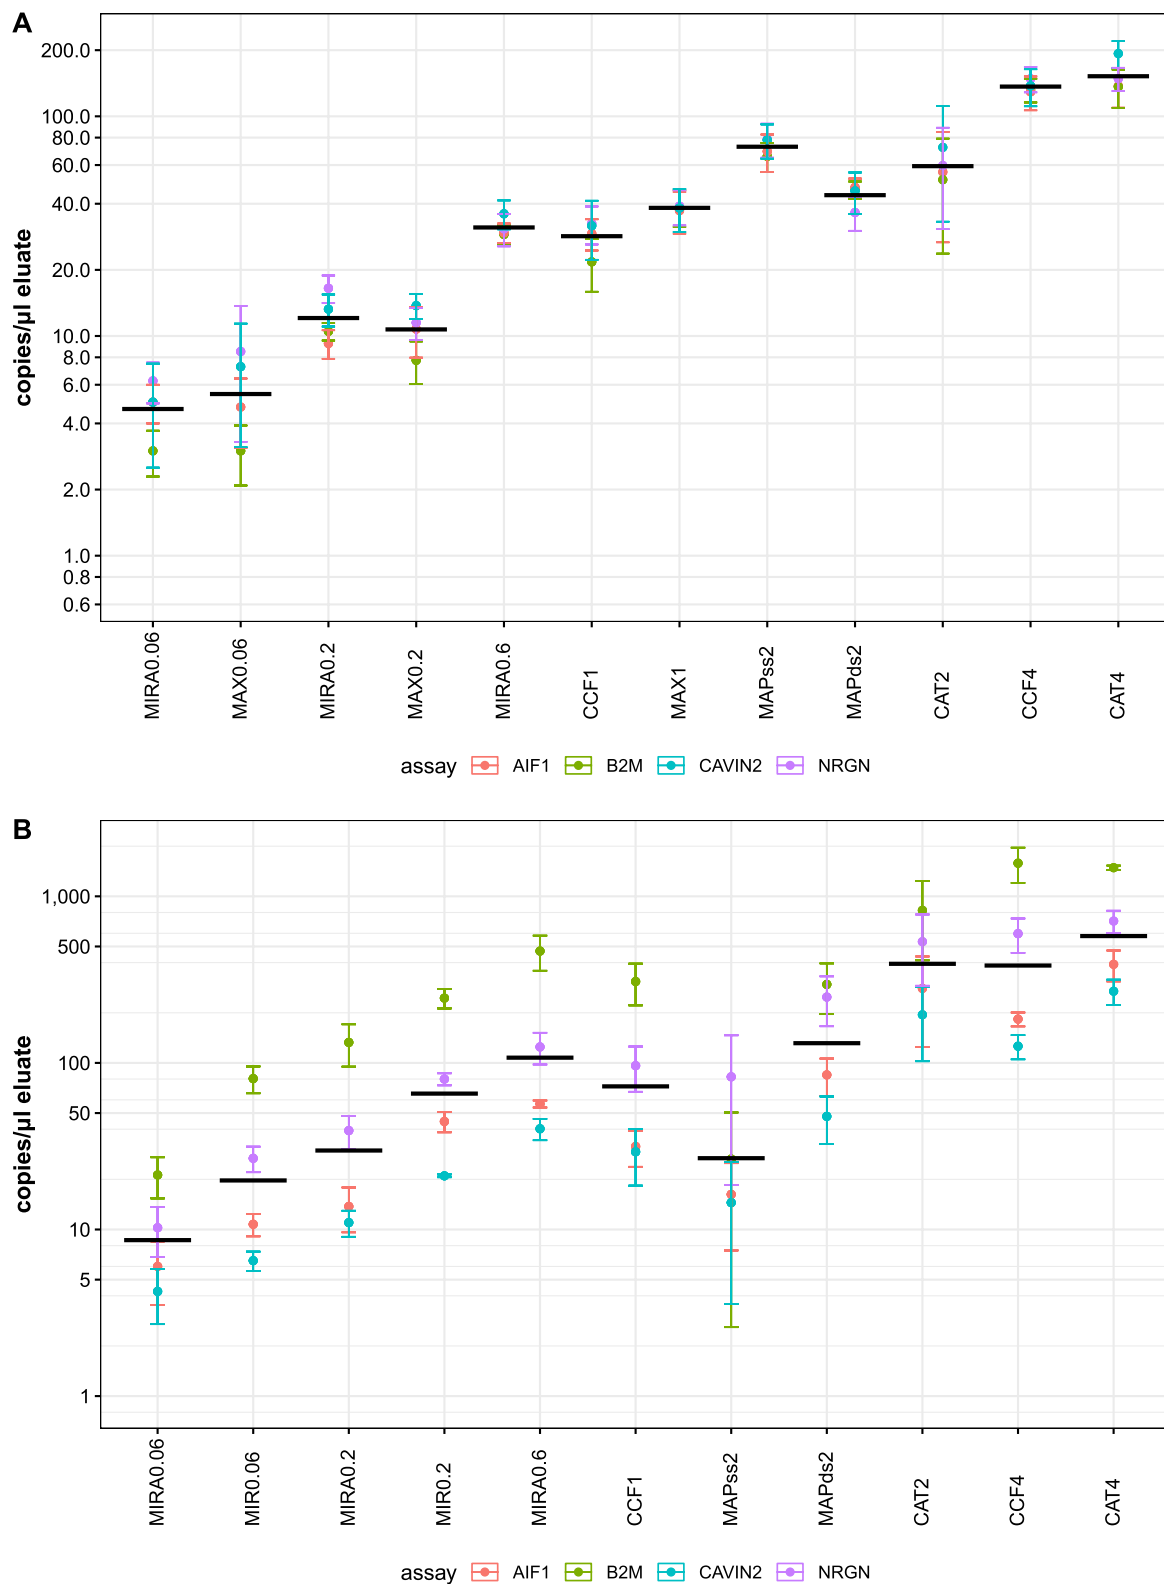 A
copies/µl eluate
200.0
100.0
80.0
60.0
40.0
20.0
10.0
8.0
6.0
4.0
2.0
1.0
0.8
0.6
MIRA0.06
MAX0.06
MIRA0.2
MAX0.2
MIRA0.6
CCF1
MAX1
MAPss2
MAPds2
CAT2
CCF4
CAT4
assay AIF1 B2M CAVIN2 NRGN
B
copies/µl eluate
1,000
500
100
50
10
5
1
MIRA0.06
MIR0.06
MIRA0.2
MIR0.2
MIRA0.6
CCF1
MAPss2
MAPds2
CAT2
CCF4
CAT4
assay AIF1 B2M CAVIN2 NRGN